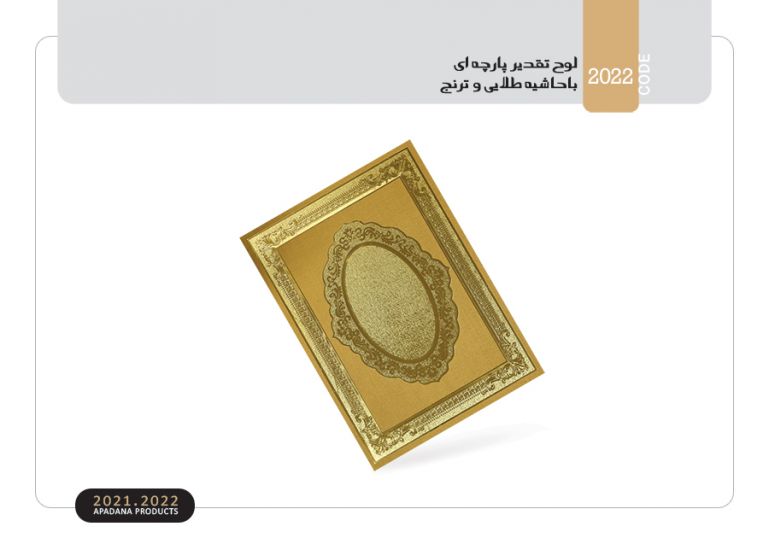 لوح تقدیر پارچه ای
باحاشیه طلایی و ترنج
2022
CODE
2021.2022
APADANA PRODUCTS